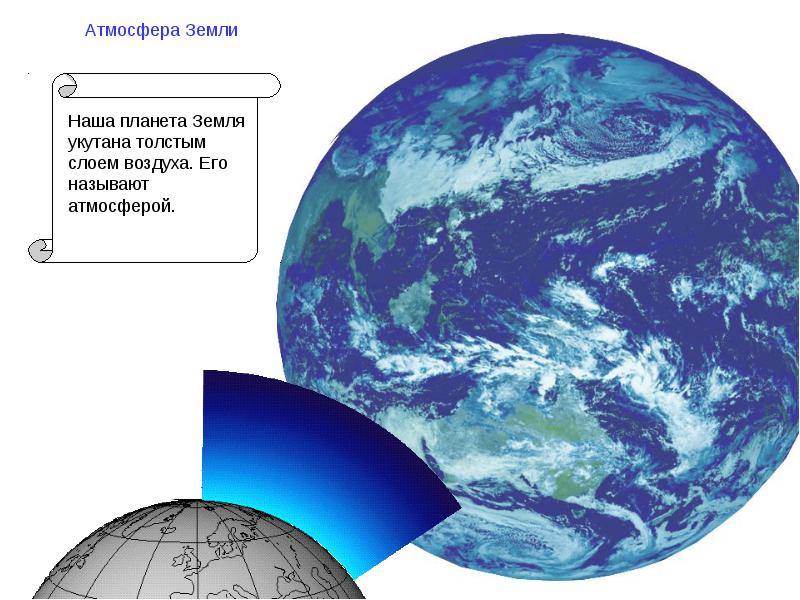 Атмосфера Земли
Наша планета Земля
укутана толстым
слоем воздуха. Его
называют
атмосферой.